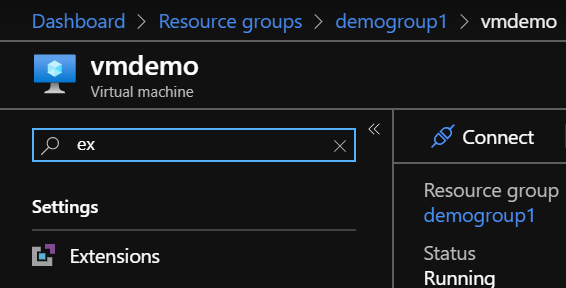 Dashboard > Resource groups > demogroup1 > vmdemo
vmdemo
Virtual machine
ex
Settings
Extensions
Connect
Resource group
demogroup1
Status
Running